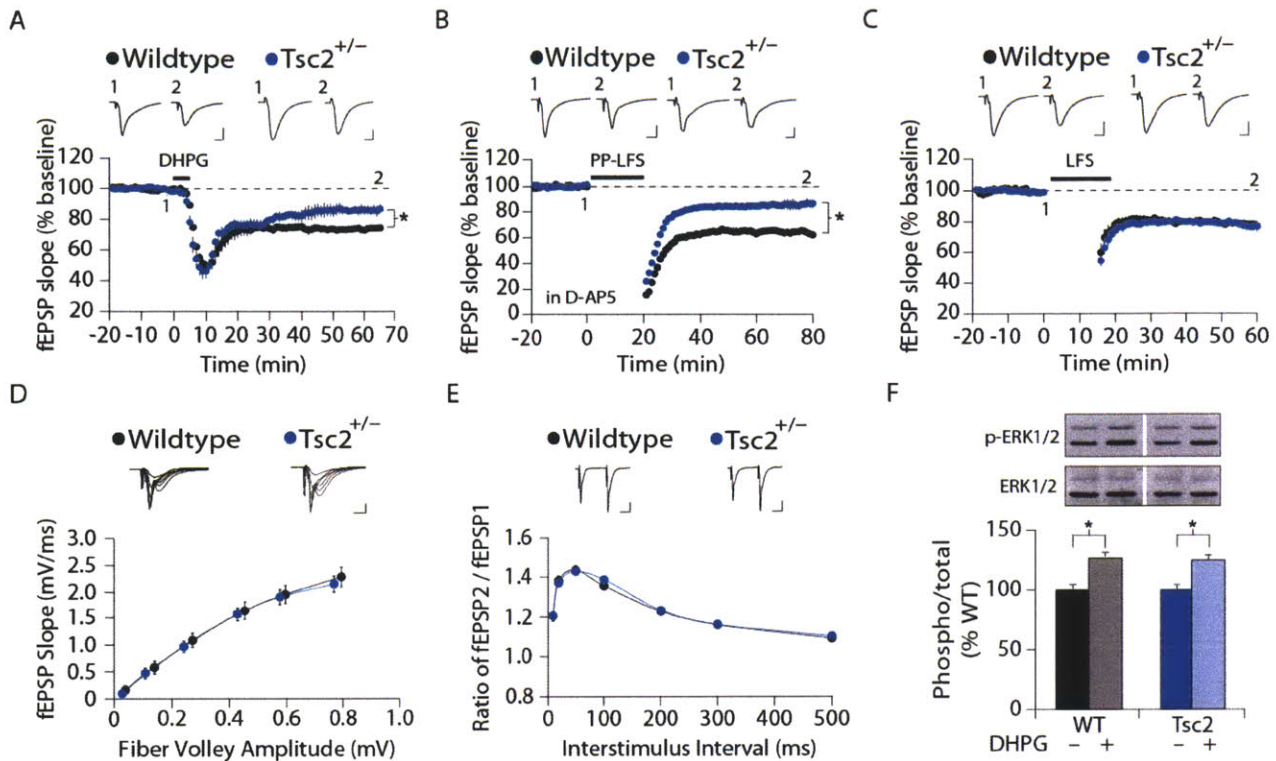 A
Wildtype Tsc2+/−
1 2 1 2
DHPG
1
2
*
fEPSP slope (% baseline)
120
100
80
60
40
20
-20 -10 0 10 20 30 40 50 60 70
Time (min)
B
Wildtype Tsc2+/−
1 2 1 2
PP-LFS
1
2
*
in D-AP5
fEPSP slope (% baseline)
120
100
80
60
40
20
0
-20 0 20 40 60 80
Time (min)
C
Wildtype Tsc2+/−
1 2 1 2
LFS
1
2
fEPSP slope (% baseline)
120
100
80
60
40
20
-20 -10 0 10 20 30 40 50 60
Time (min)
D
Wildtype Tsc2+/−
fEPSP Slope (mV/ms)
3.0
2.5
2.0
1.5
1.0
0.5
0
0 0.2 0.4 0.6 0.8 1.0
Fiber Volley Amplitude (mV)
E
Wildtype Tsc2+/−
Ratio of fEPSP2 / fEPSP1
1.6
1.4
1.2
1.0
0.8
0 100 200 300 400 500
Interstimulus Interval (ms)
F
p-ERK1/2
ERK1/2
Phospho/total
(% WT)
150
100
50
0
* *
WT Tsc2
DHPG − + − +